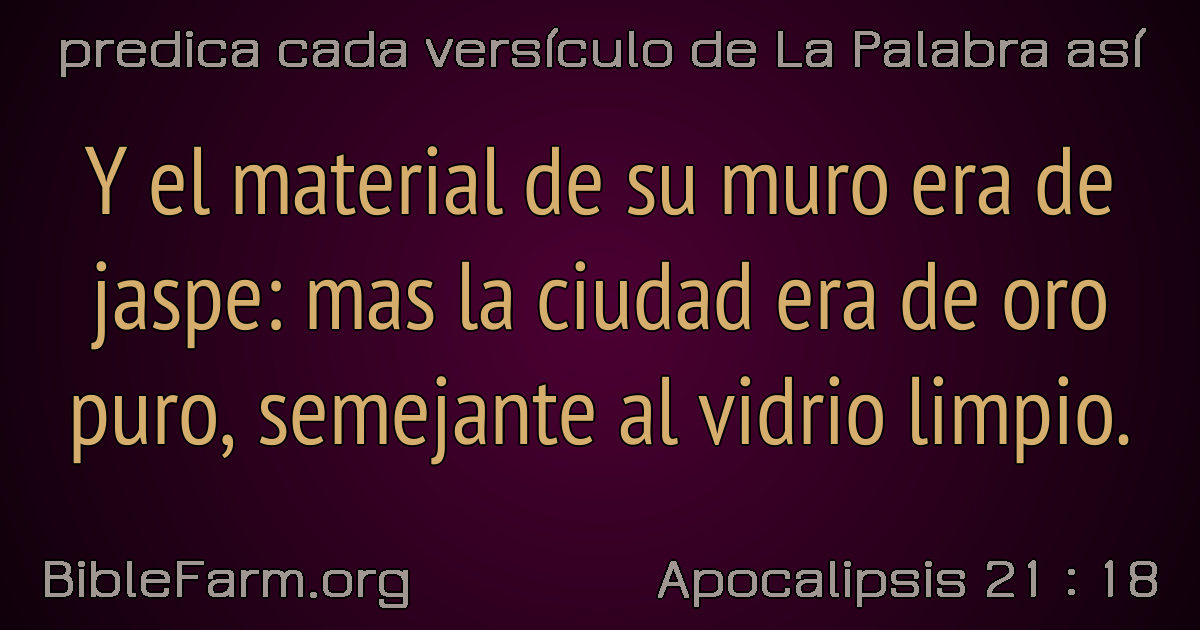 predica cada versículo de La Palabra así
Y el material de su muro era de
jaspe: mas la ciudad era de oro
puro, semejante al vidrio limpio.
BibleFarm.org
Apocalipsis 21 : 18